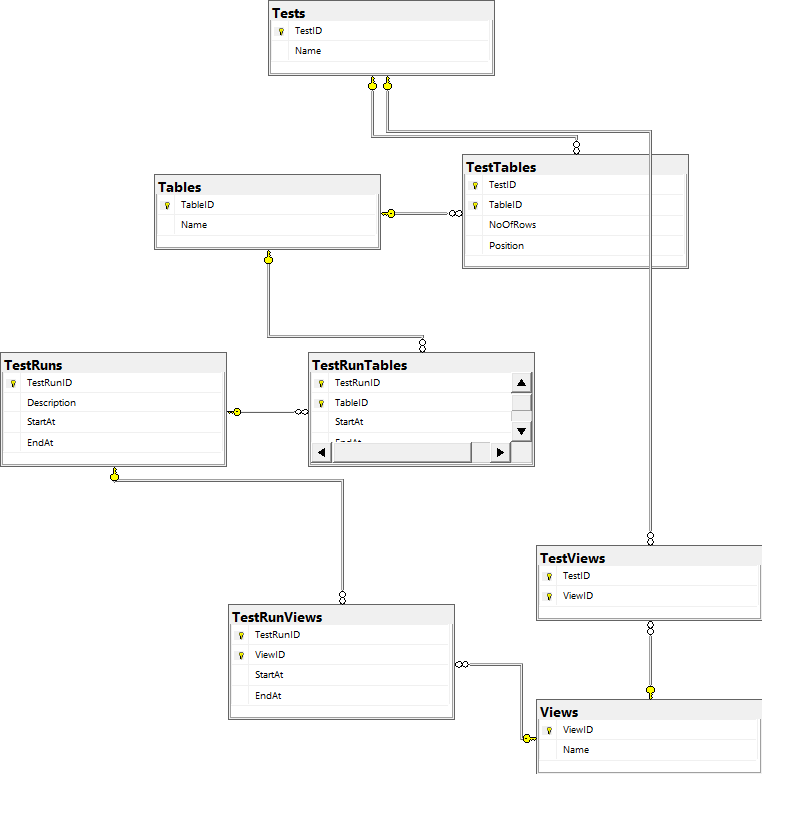 Tests
TestID
Name
TestTables
TestID
TableID
NoOfRows
Position
Tables
TableID
Name
TestRuns
TestRunID
Description
StartAt
EndAt
TestRunTables
TestRunID
TableID
StartAt
EndAt
TestViews
TestID
ViewID
TestRunViews
TestRunID
ViewID
StartAt
EndAt
Views
ViewID
Name